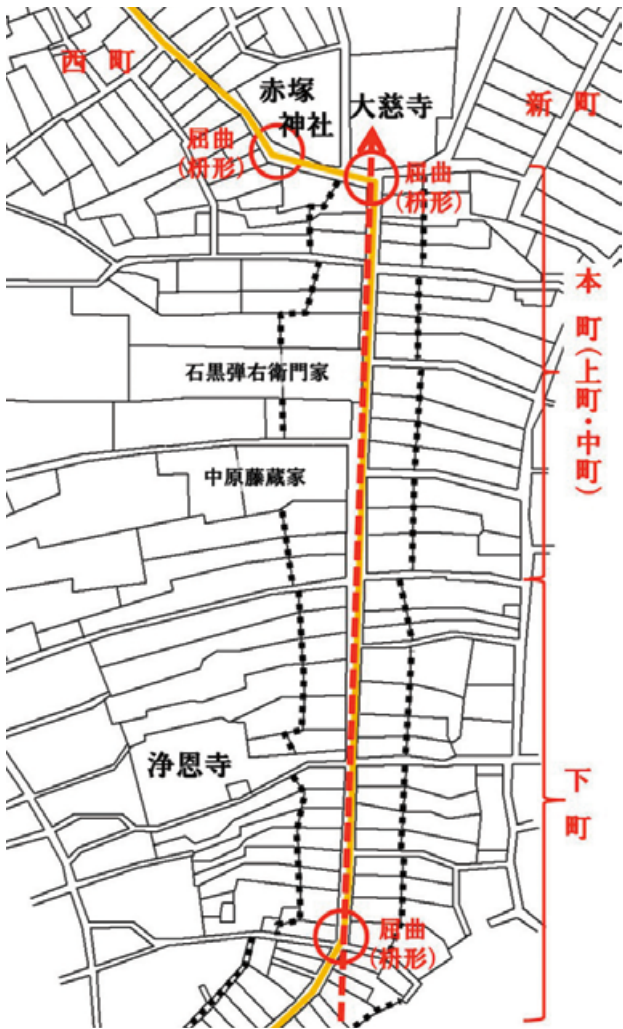 西町
赤塚
神社
大慈寺
新町
屈曲
(枡形)
屈曲
(枡形)
本町(上町・中町)
石黒弾右衛門家
中原藤蔵家
浄恩寺
下町
屈曲
(枡形)